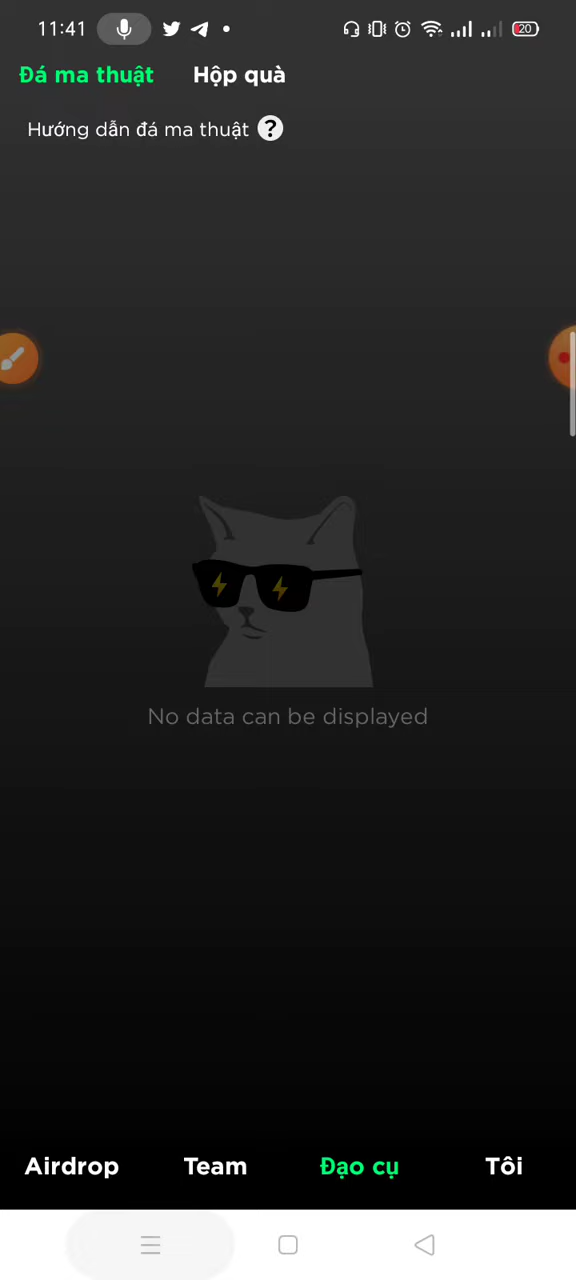 11:41
20
Đá ma thuật Hộp quà
Hướng dẫn đá ma thuật ?
No data can be displayed
Airdrop Team Đạo cụ Tôi